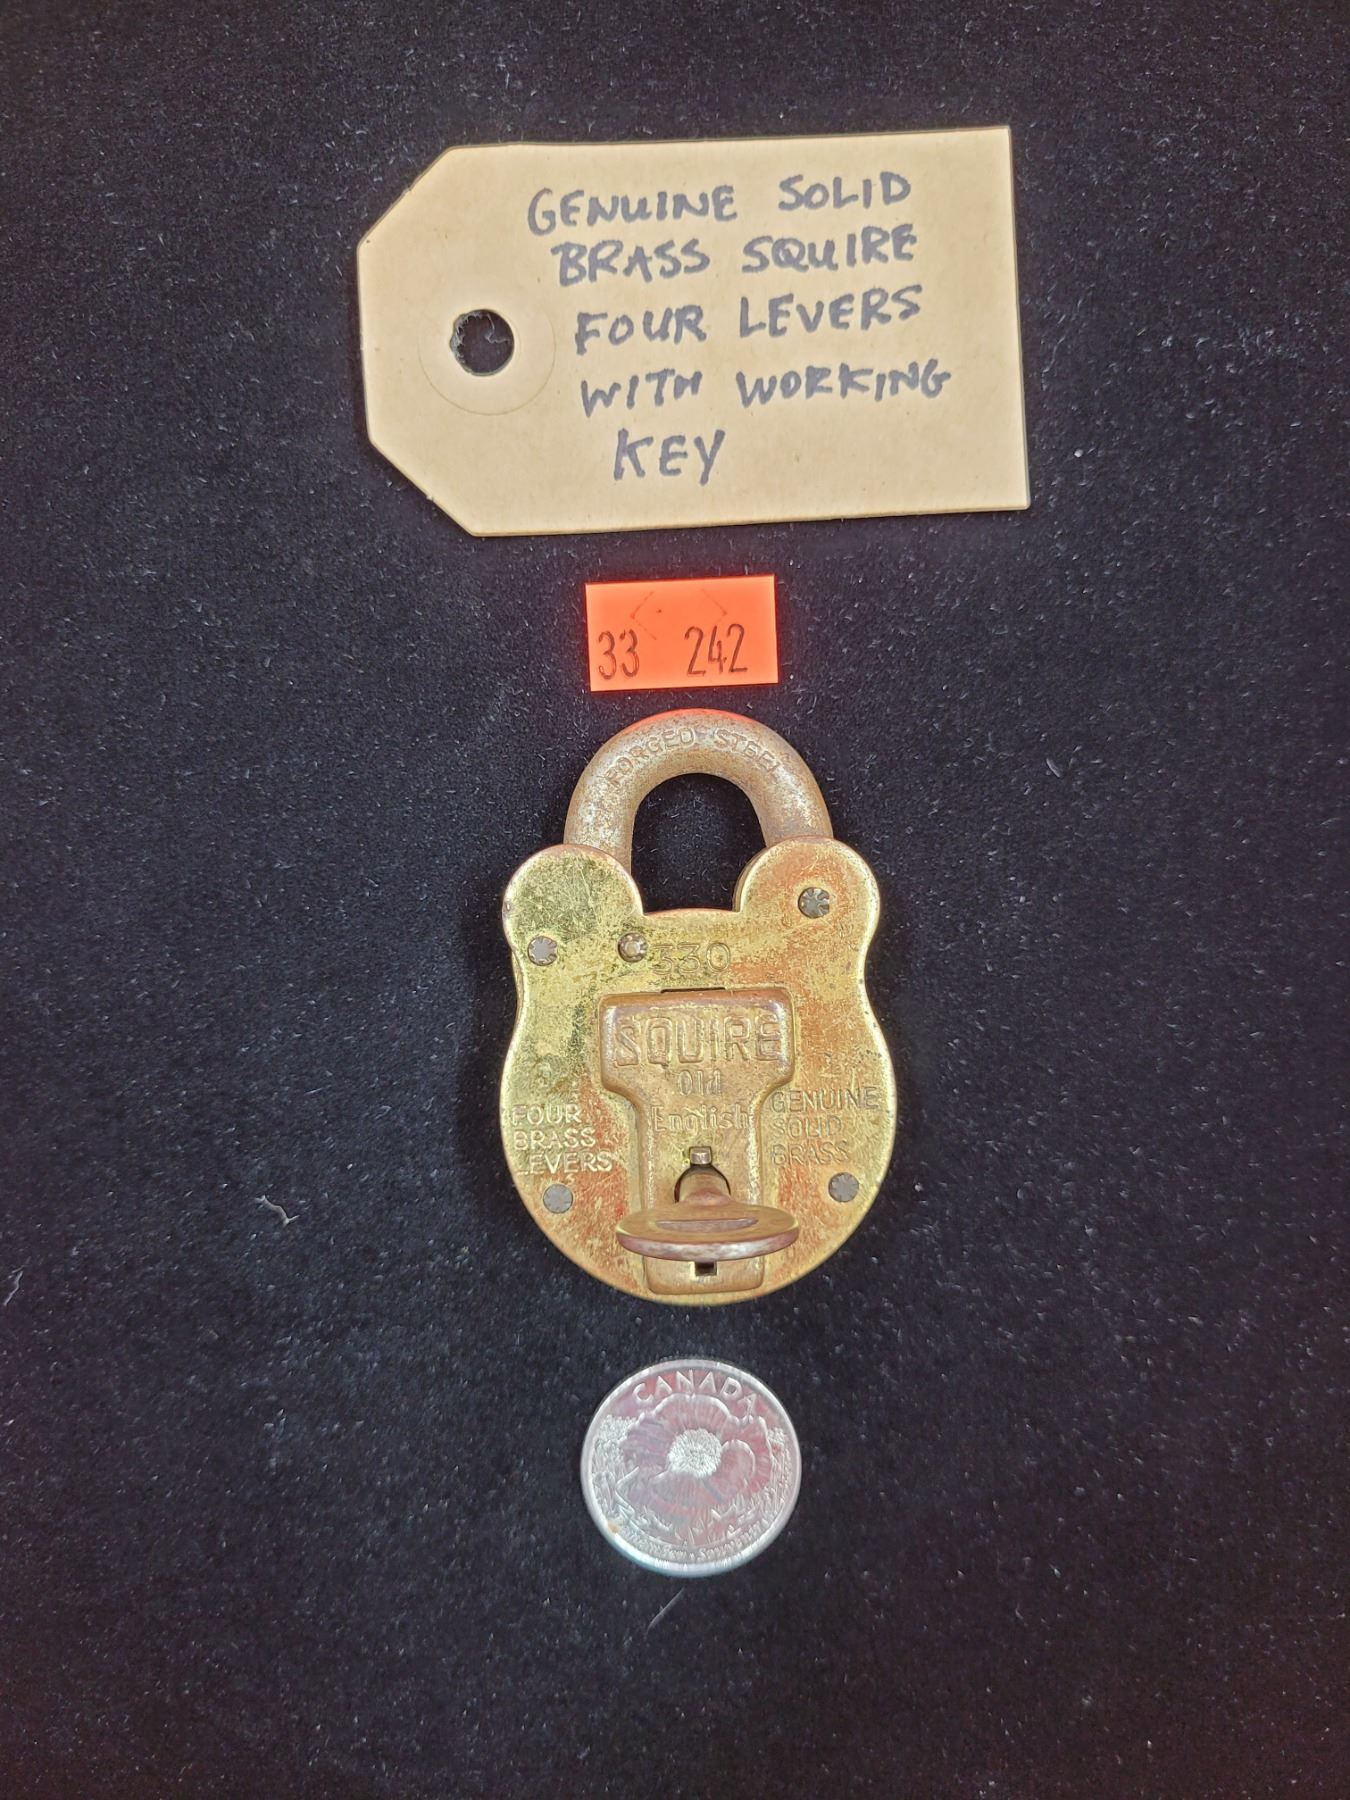 GENUINE SOLID
BRASS SQUIRE
FOUR LEVERS
WITH WORKING
KEY
33 242
FORGED STEEL
330
SQUIRE
Old
English
FOUR
BRASS
LEVERS
GENUINE
SOLID
BRASS
CANADA